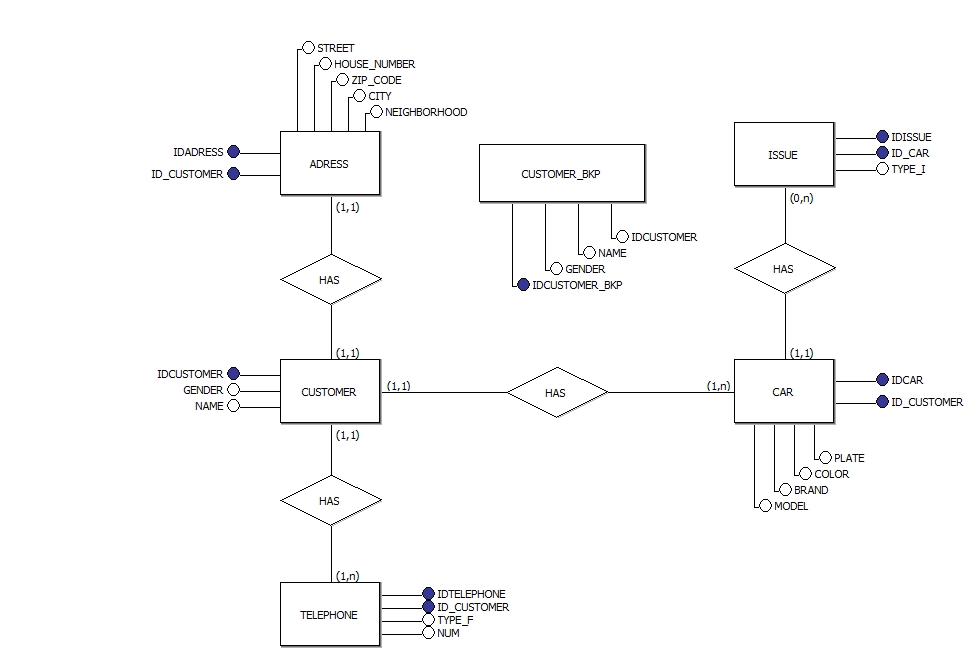 STREET
HOUSE_NUMBER
ZIP_CODE
CITY
NEIGHBORHOOD
IDADRESS
ID_CUSTOMER
ADRESS
(1,1)
HAS
(1,1)
CUSTOMER_BKP
IDCUSTOMER
NAME
GENDER
IDCUSTOMER_BKP
ISSUE
IDISSUE
ID_CAR
TYPE_I
(0,n)
HAS
(1,1)
IDCUSTOMER
GENDER
NAME
CUSTOMER
(1,1)
HAS
(1,n)
CAR
IDCAR
ID_CUSTOMER
PLATE
COLOR
BRAND
MODEL
(1,1)
HAS
(1,n)
TELEPHONE
IDTELEPHONE
ID_CUSTOMER
TYPE_F
NUM